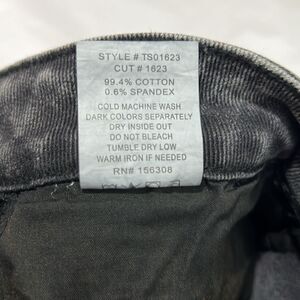 STYLE # TS01623
CUT # 1623
99.4% COTTON
0.6% SPANDEX
COLD MACHINE WASH
DARK COLORS SEPARATELY
DRY INSIDE OUT
DO NOT BLEACH
TUMBLE DRY LOW
WARM IRON IF NEEDED
RN# 156308